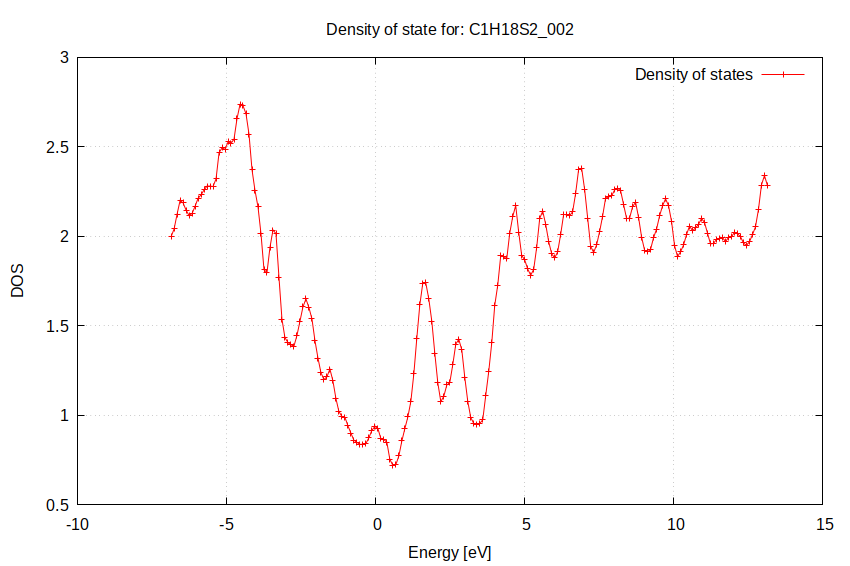 Density of state for: C1H18S2_002
Density of states
3
2.5
2
1.5
1
0.5
DOS
-10 -5 0 5 10 15
Energy [eV]